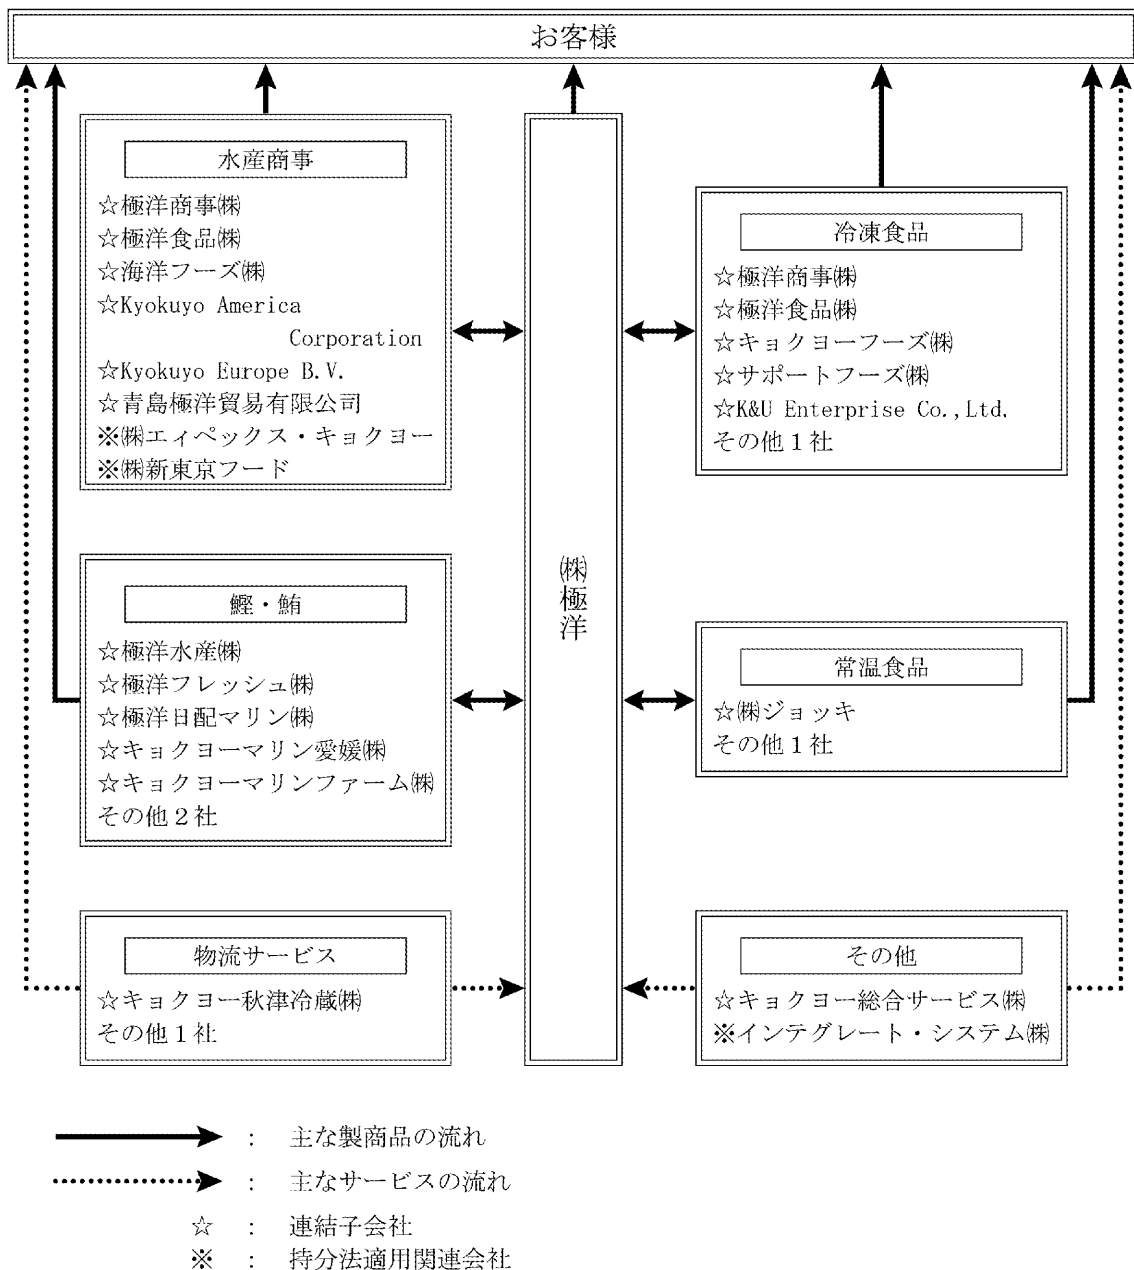 お客様
水産商事
☆極洋商事㈱
☆極洋食品㈱
☆海洋フーズ㈱
☆Kyokuyo America
Corporation
☆Kyokuyo Europe B.V.
☆青島極洋貿易有限公司
※㈱エィペックス・キョクヨー
※㈱新東京フード
鰹・鮪
☆極洋水産㈱
☆極洋フレッシュ㈱
☆極洋日配マリン㈱
☆キョクヨーマリン愛媛㈱
☆キョクヨーマリンファーム㈱
その他２社
物流サービス
☆キョクヨー秋津冷蔵㈱
その他１社
㈱極洋
冷凍食品
☆極洋商事㈱
☆極洋食品㈱
☆キョクヨーフーズ㈱
☆サポートフーズ㈱
☆K&U Enterprise Co.,Ltd.
その他１社
常温食品
☆㈱ジョッキ
その他１社
その他
☆キョクヨー総合サービス㈱
※インテグレート・システム㈱
： 主な製商品の流れ
： 主なサービスの流れ
☆ ： 連結子会社
※ ： 持分法適用関連会社